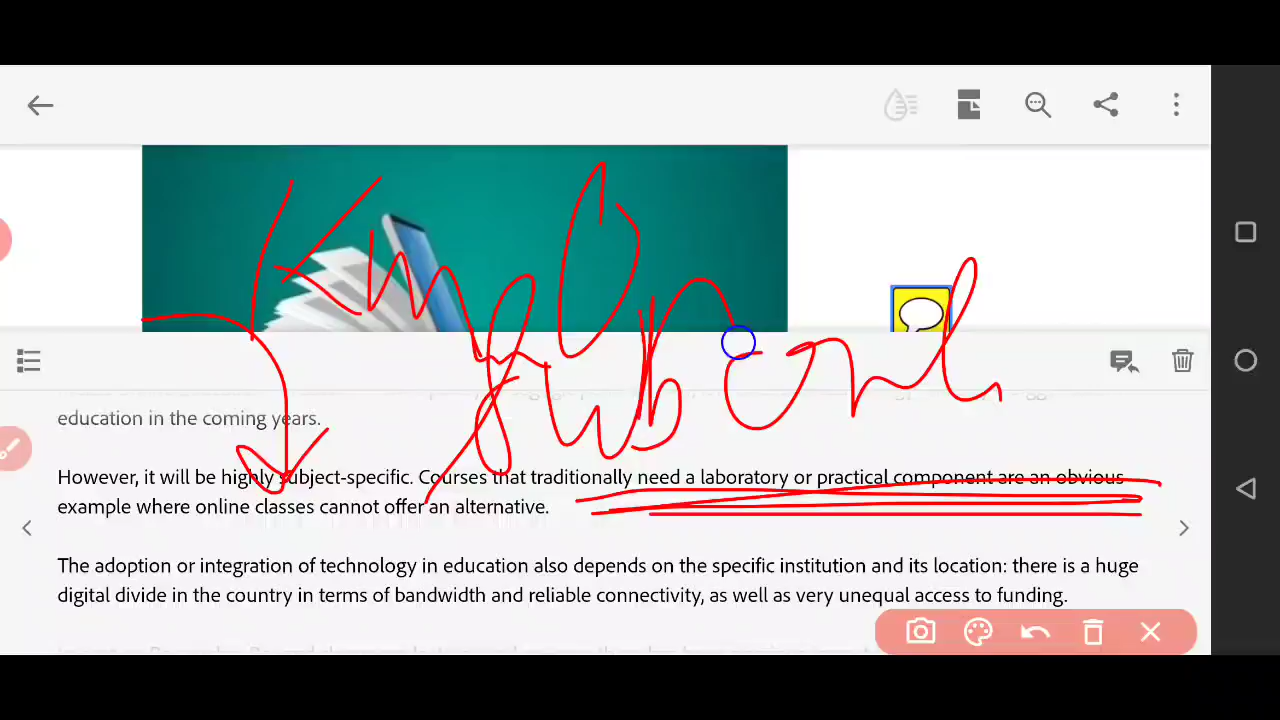 education in the coming years.
However, it will be highly subject-specific. Courses that traditionally need a laboratory or practical component are an obvious
example where online classes cannot offer an alternative.
The adoption or integration of technology in education also depends on the specific institution and its location: there is a huge
digital divide in the country in terms of bandwidth and reliable connectivity, as well as very unequal access to funding.